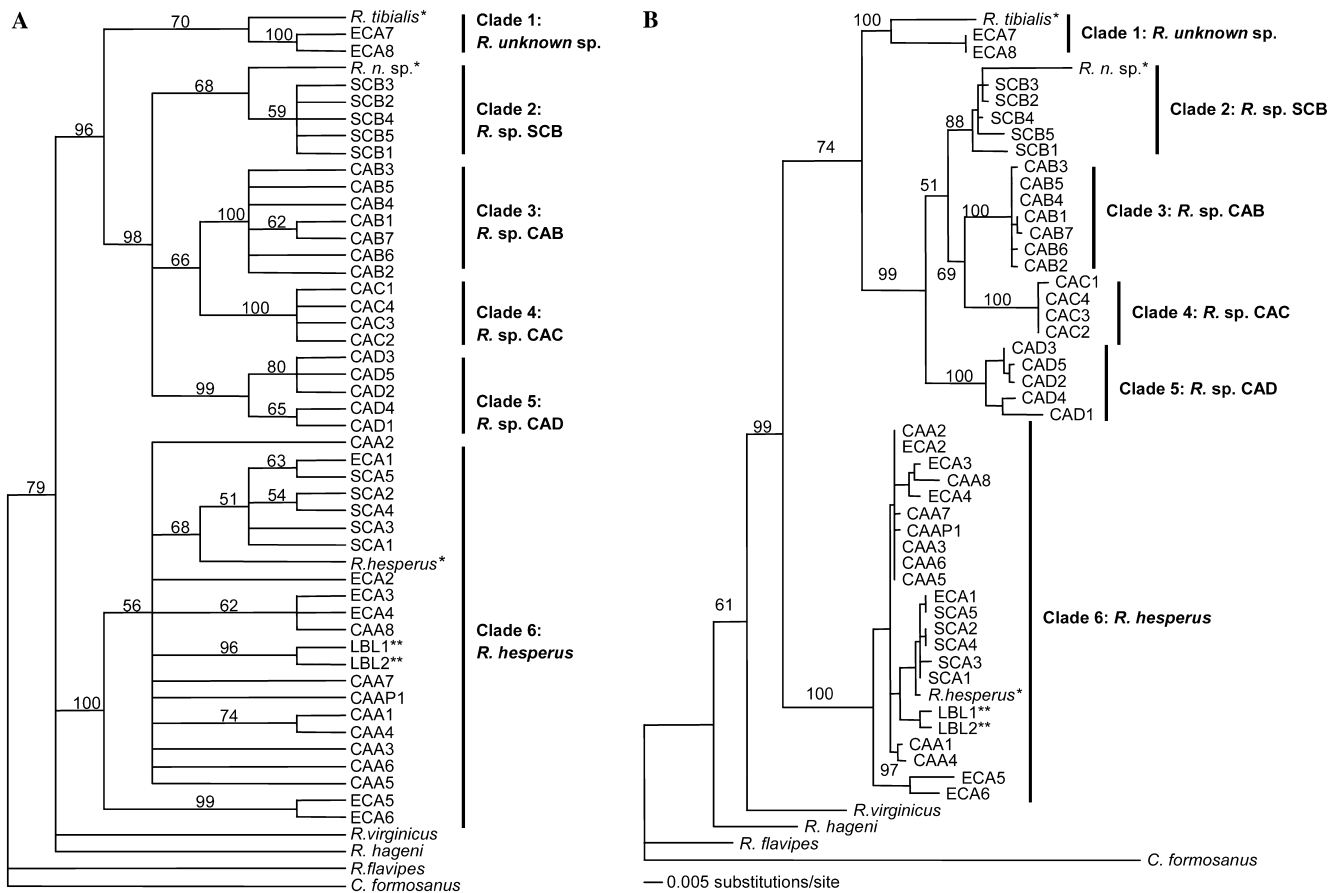 A
70
R. tibialis*
100
ECA7
ECA8
Clade 1:
R. unknown sp.
96
68
R. n. sp.*
59
SCB3
SCB2
SCB4
SCB5
SCB1
Clade 2:
R. sp. SCB
98
66
100
CAB3
CAB5
CAB4
62
CAB1
CAB7
CAB6
CAB2
Clade 3:
R. sp. CAB
100
CAC1
CAC4
CAC3
CAC2
Clade 4:
R. sp. CAC
99
80
CAD3
CAD5
CAD2
65
CAD4
CAD1
Clade 5:
R. sp. CAD
79
CAA2
68
51
63
ECA1
SCA5
54
SCA2
SCA4
SCA3
SCA1
R.hesperus*
ECA2
56
62
ECA3
ECA4
CAA8
96
LBL1**
LBL2**
CAA7
CAAP1
100
74
CAA1
CAA4
CAA3
CAA6
CAA5
99
ECA5
ECA6
Clade 6:
R. hesperus
R.virginicus
R. hageni
R.flavipes
C. formosanus
B
100
R. tibialis*
ECA7
ECA8
Clade 1: R. unknown sp.
74
88
R. n. sp.*
SCB3
SCB2
SCB4
SCB5
SCB1
Clade 2: R. sp. SCB
51
100
CAB3
CAB5
CAB4
CAB1
CAB7
CAB6
CAB2
Clade 3: R. sp. CAB
99
69
100
CAC1
CAC4
CAC3
CAC2
Clade 4: R. sp. CAC
100
CAD3
CAD5
CAD2
CAD4
CAD1
Clade 5: R. sp. CAD
99
CAA2
ECA2
ECA3
CAA8
ECA4
CAA7
CAAP1
CAA3
CAA6
CAA5
61
ECA1
SCA5
SCA2
SCA4
SCA3
SCA1
R.hesperus*
100
LBL1**
LBL2**
CAA1
CAA4
97
ECA5
ECA6
Clade 6: R. hesperus
R.virginicus
R. hageni
R. flavipes
C. formosanus
0.005 substitutions/site